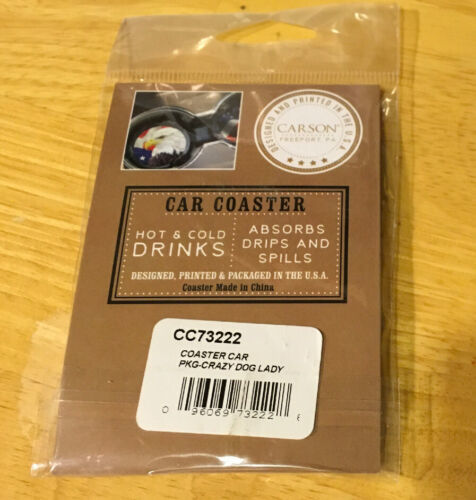 DESIGNED AND PRINTED IN THE U.S.A.
CARSON®
FREEPORT, PA
CAR COASTER
HOT & COLD
DRINKS
ABSORBS
DRIPS AND
SPILLS
DESIGNED, PRINTED & PACKAGED IN THE U.S.A.
Coaster Made in China
CC73222
COASTER CAR
PKG-CRAZY DOG LADY
0 96069 73222 8